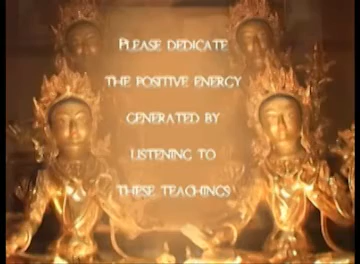 PLEASE DEDICATE
THE POSITIVE ENERGY
GENERATED BY
LISTENING TO
THESE TEACHINGS